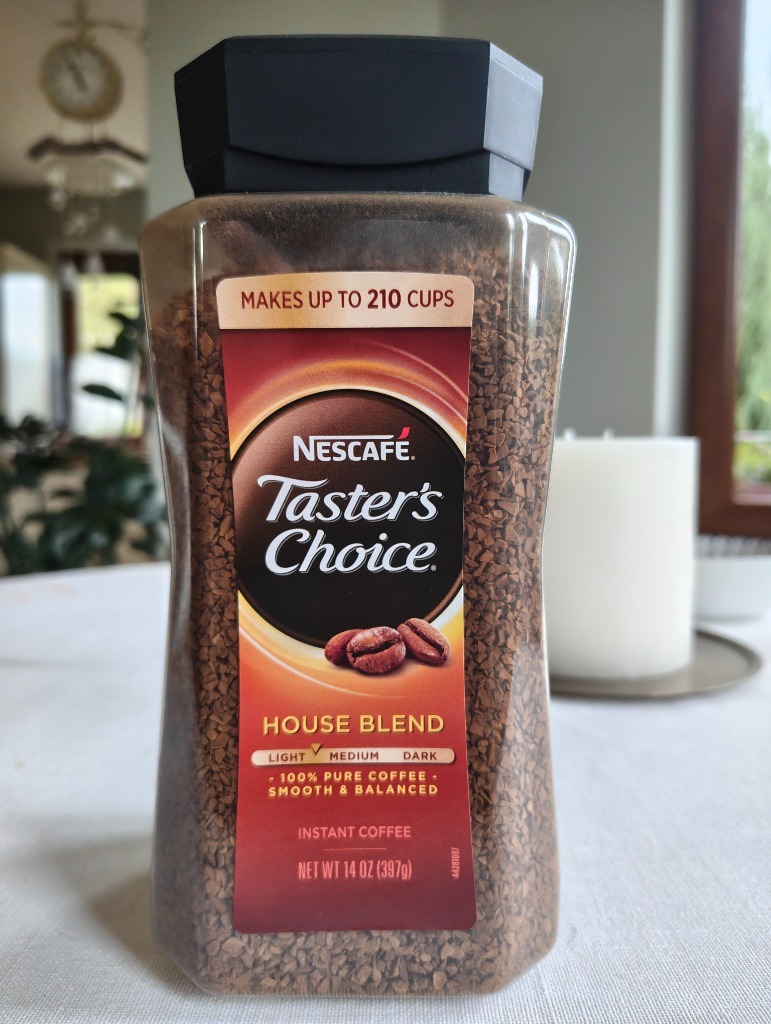 MAKES UP TO 210 CUPS
NESCAFÉ®
Taster's
Choice®
HOUSE BLEND
LIGHT MEDIUM DARK
- 100% PURE COFFEE -
SMOOTH & BALANCED
INSTANT COFFEE
NET WT 14 OZ (397g)
44281087